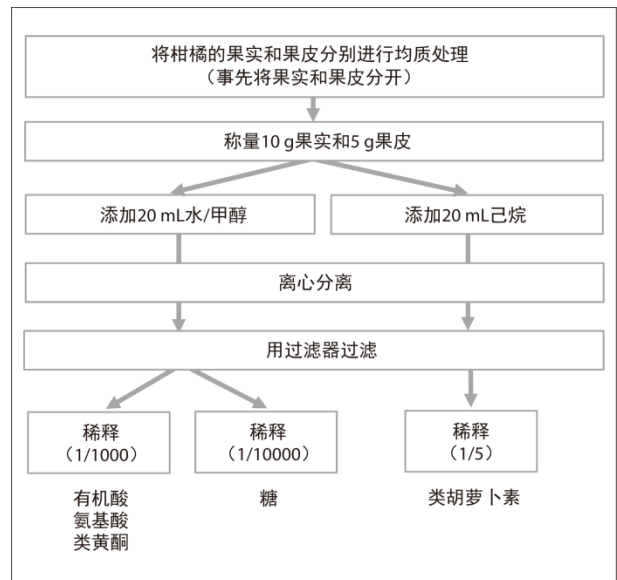 将柑橘的果实和果皮分别进行均质处理
（事先将果实和果皮分开）
称量10 g果实和5 g果皮
添加20 mL水/甲醇
添加20 mL己烷
离心分离
用过滤器过滤
稀释
（1/1000）
稀释
（1/10000）
稀释
（1/5）
有机酸
氨基酸
类黄酮
糖
类胡萝卜素